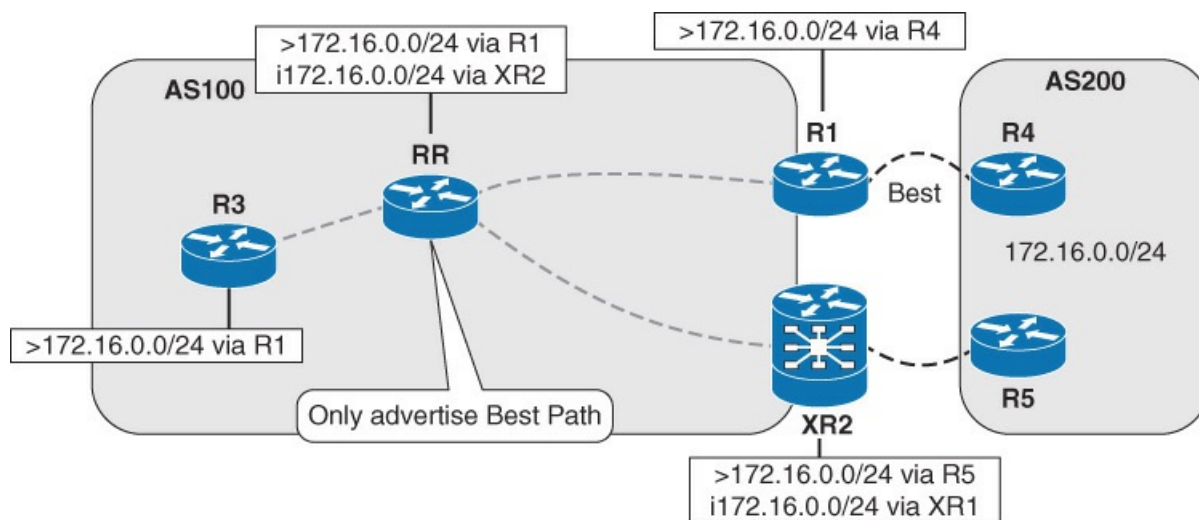 >172.16.0.0/24 via R1
i172.16.0.0/24 via XR2
>172.16.0.0/24 via R4
AS100
AS200
RR
R1
R4
Best
R3
172.16.0.0/24
>172.16.0.0/24 via R1
Only advertise Best Path
XR2
R5
>172.16.0.0/24 via R5
i172.16.0.0/24 via XR1